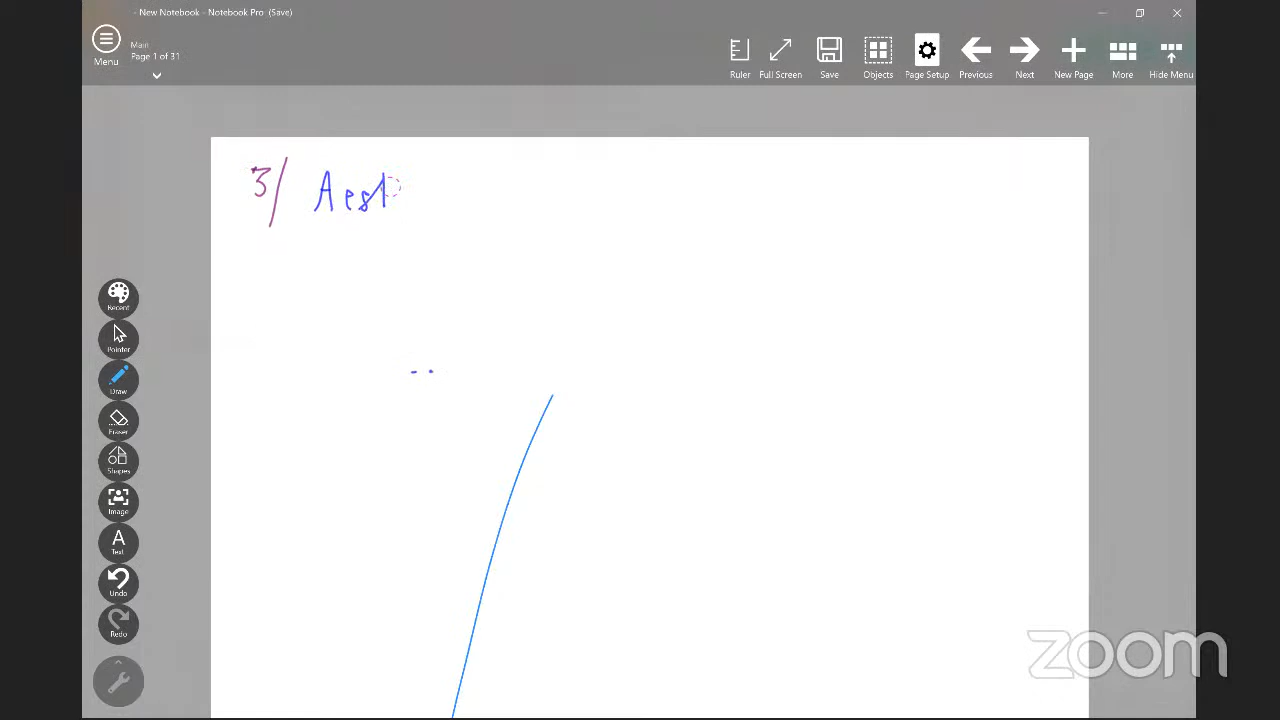 - New Notebook - Notebook Pro (Save)
Menu
Main
Page 1 of 31
Ruler
Full Screen
Save
Objects
Page Setup
Previous
Next
New Page
More
Hide Menu
3/ Aest
Recent
Pointer
Draw
Eraser
Shapes
Image
A
Text
Undo
Redo
zoom